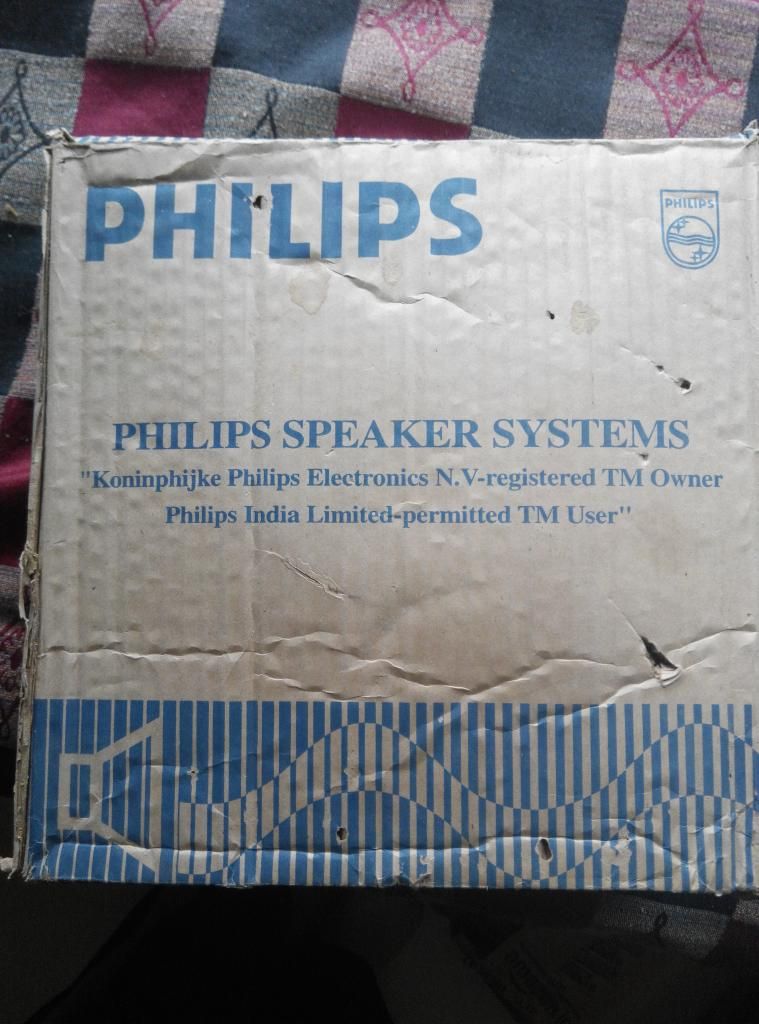 PHILIPS
PHILIPS
PHILIPS SPEAKER SYSTEMS
"Koninphijke Philips Electronics N.V-registered TM Owner
Philips India Limited-permitted TM User"